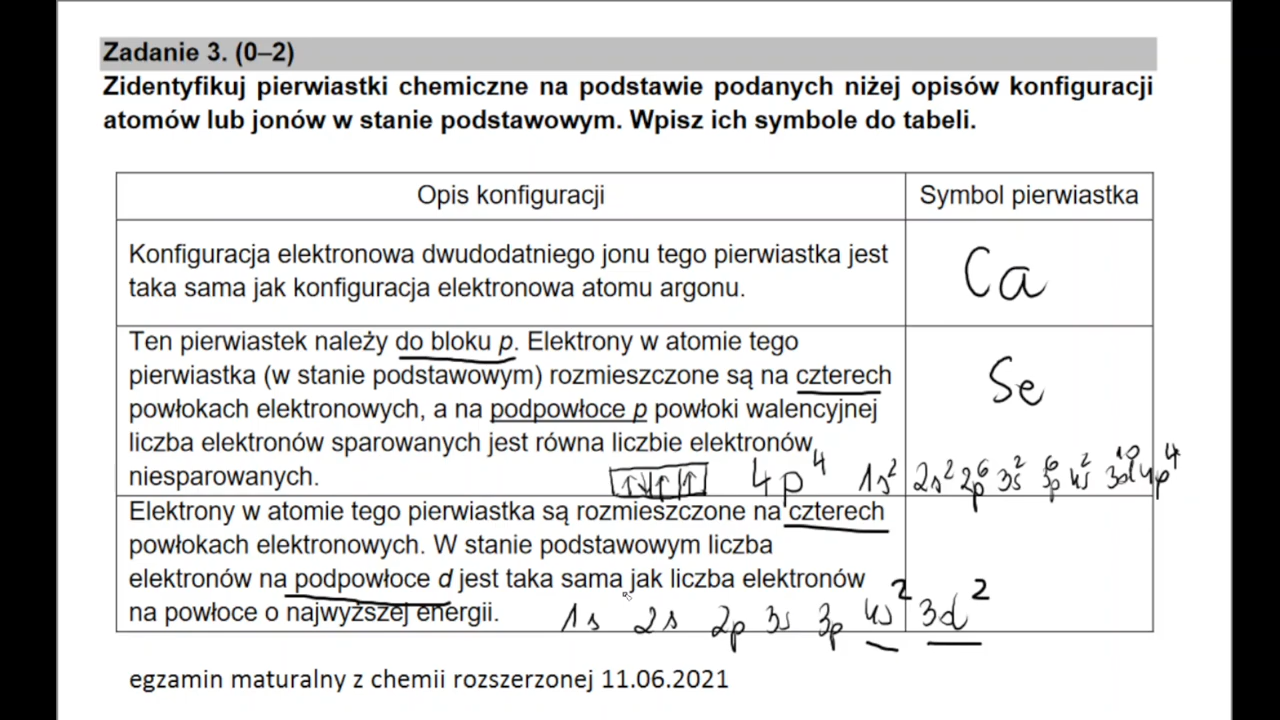 Zadanie 3. (0–2)
Zidentyfikuj pierwiastki chemiczne na podstawie podanych niżej opisów konfiguracji
atomów lub jonów w stanie podstawowym. Wpisz ich symbole do tabeli.
Opis konfiguracji
Symbol pierwiastka
Konfiguracja elektronowa dwudodatniego jonu tego pierwiastka jest
taka sama jak konfiguracja elektronowa atomu argonu.
Ca
Ten pierwiastek należy do bloku p. Elektrony w atomie tego
pierwiastka (w stanie podstawowym) rozmieszczone są na czterech
powłokach elektronowych, a na podpowłoce p powłoki walencyjnej
liczba elektronów sparowanych jest równa liczbie elektronów
niesparowanych.
Se
↑↓ ↑ ↑ 4p⁴ 1s² 2s² 2p⁶ 3s² 3p⁶ 4s² 3d¹⁰ 4p⁴
Elektrony w atomie tego pierwiastka są rozmieszczone na czterech
powłokach elektronowych. W stanie podstawowym liczba
elektronów na podpowłoce d jest taka sama jak liczba elektronów
na powłoce o najwyższej energii.
1s 2s 2p 3s 3p 4s² 3d²
egzamin maturalny z chemii rozszerzonej 11.06.2021